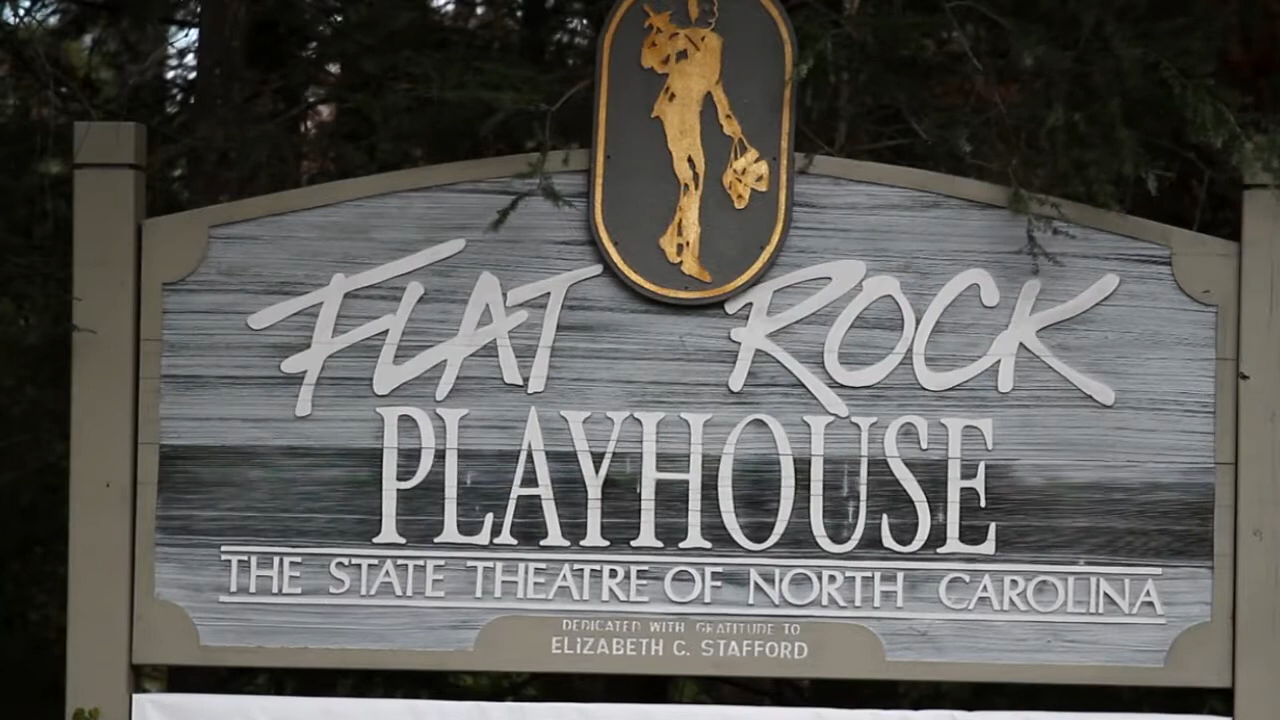 FLAT ROCK
PLAYHOUSE
THE STATE THEATRE OF NORTH CAROLINA
DEDICATED WITH GRATITUDE TO
ELIZABETH C. STAFFORD